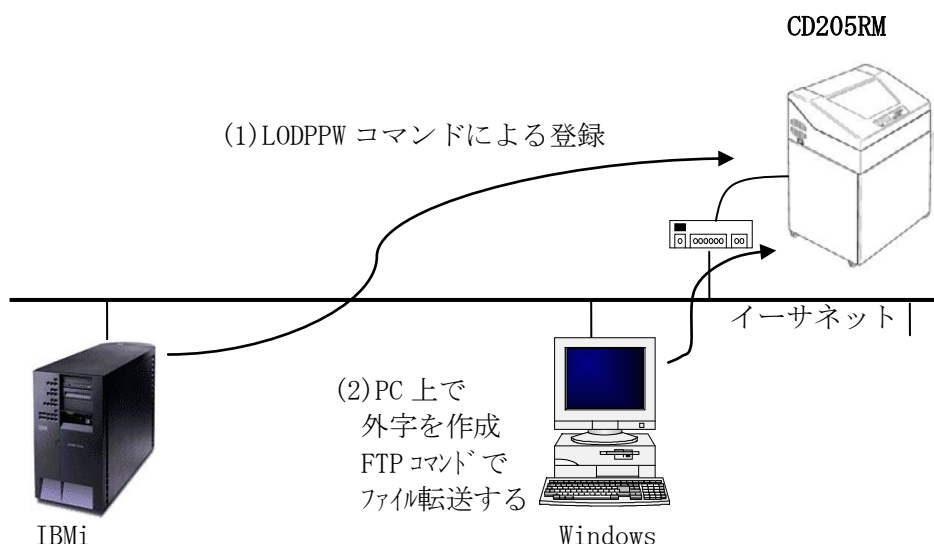 CD205RM
(1)LODPPW コマンドによる登録
イーサネット
(2)PC 上で
外字を作成
FTP ｺﾏﾝﾄﾞで
ﾌｧｲﾙ転送する
IBMi
Windows